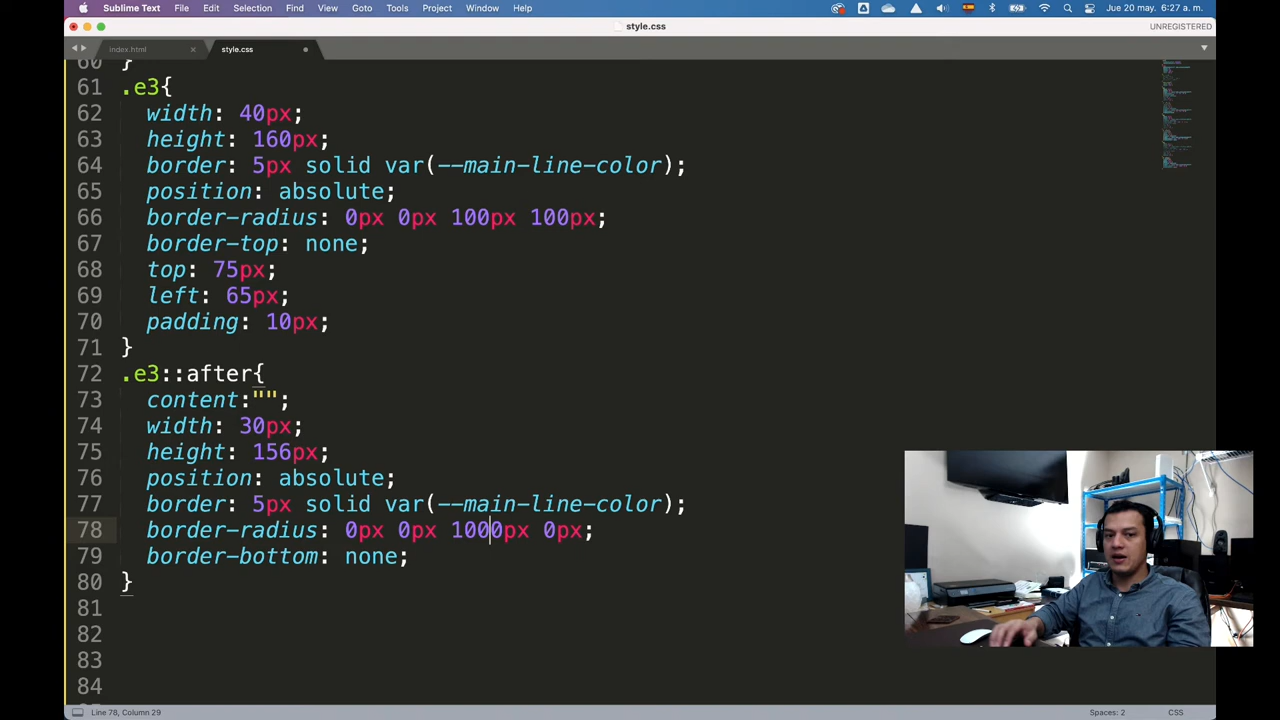 Sublime Text File Edit Selection Find View Goto Tools Project Window Help Jue 20 may. 6:27 a. m.
style.css UNREGISTERED
index.html style.css
60 }
61 .e3{
62 width: 40px;
63 height: 160px;
64 border: 5px solid var(--main-line-color);
65 position: absolute;
66 border-radius: 0px 0px 100px 100px;
67 border-top: none;
68 top: 75px;
69 left: 65px;
70 padding: 10px;
71 }
72 .e3::after{
73 content:"";
74 width: 30px;
75 height: 156px;
76 position: absolute;
77 border: 5px solid var(--main-line-color);
78 border-radius: 0px 0px 1000px 0px;
79 border-bottom: none;
80 }
81
82
83
84
Line 78, Column 29 Spaces: 2 CSS